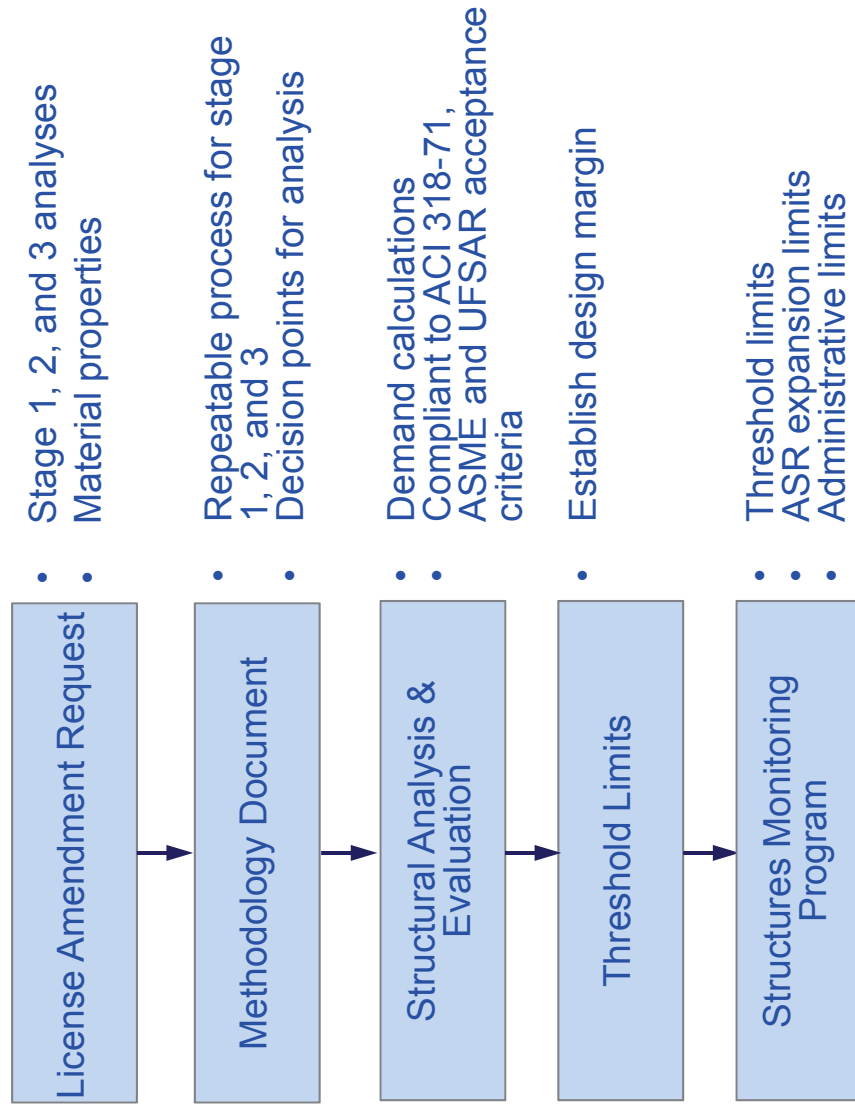 License Amendment Request
• Stage 1, 2, and 3 analyses
• Material properties
Methodology Document
• Repeatable process for stage
1, 2, and 3
• Decision points for analysis
Structural Analysis &
Evaluation
• Demand calculations
• Compliant to ACI 318-71,
ASME and UFSAR acceptance
criteria
Threshold Limits
• Establish design margin
Structures Monitoring
Program
• Threshold limits
• ASR expansion limits
• Administrative limits